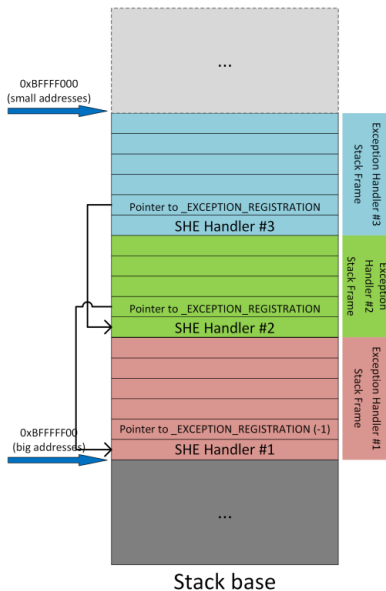 ...
0xBFFFF000
(small addresses)
Exception Handler #3
Stack Frame
Pointer to _EXCEPTION_REGISTRATION
SHE Handler #3
Exception
Handler #2
Stack Frame
Pointer to _EXCEPTION_REGISTRATION
SHE Handler #2
Exception Handler #1
Stack Frame
0xBFFFFF00
(big addresses)
Pointer to _EXCEPTION_REGISTRATION (-1)
SHE Handler #1
...
Stack base